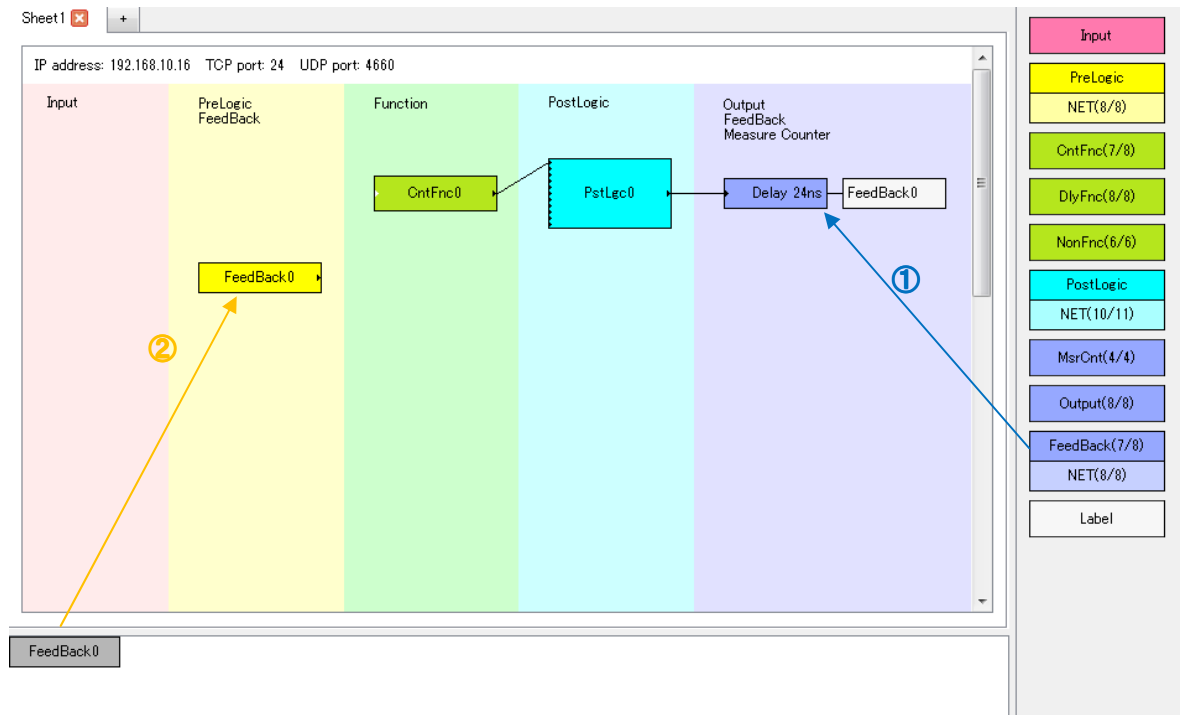 Sheet1
+
IP address: 192.168.10.16 TCP port: 24 UDP port: 4660
Input
PreLogic
FeedBack
Function
PostLogic
Output
FeedBack
Measure Counter
CntFnc0
PstLgc0
Delay 24ns
FeedBack0
FeedBack0
①
②
FeedBack0
Input
PreLogic
NET(8/8)
CntFnc(7/8)
DlyFnc(8/8)
NonFnc(6/6)
PostLogic
NET(10/11)
MsrCnt(4/4)
Output(8/8)
FeedBack(7/8)
NET(8/8)
Label